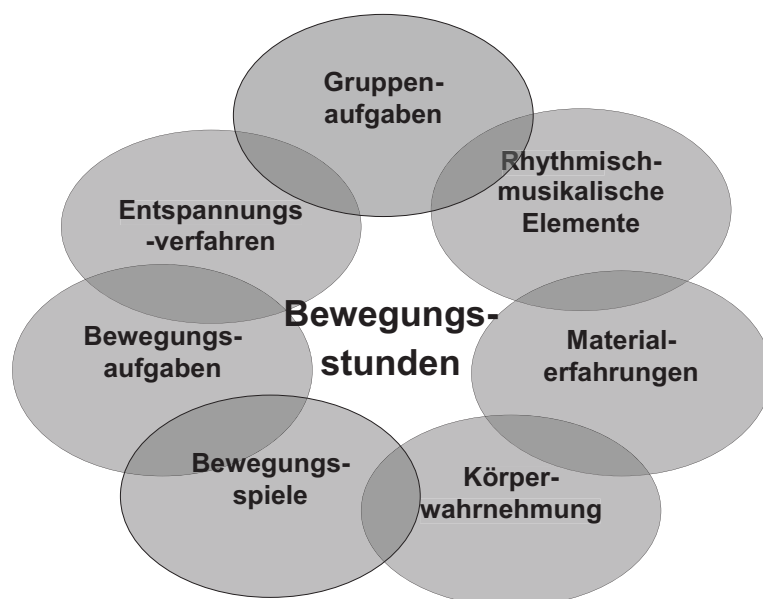 Gruppen-
aufgaben
Rhythmisch-
musikalische
Elemente
Entspannungs
-verfahren
Bewegungs-
stunden
Bewegungs-
aufgaben
Material-
erfahrungen
Bewegungs-
spiele
Körper-
wahrnehmung